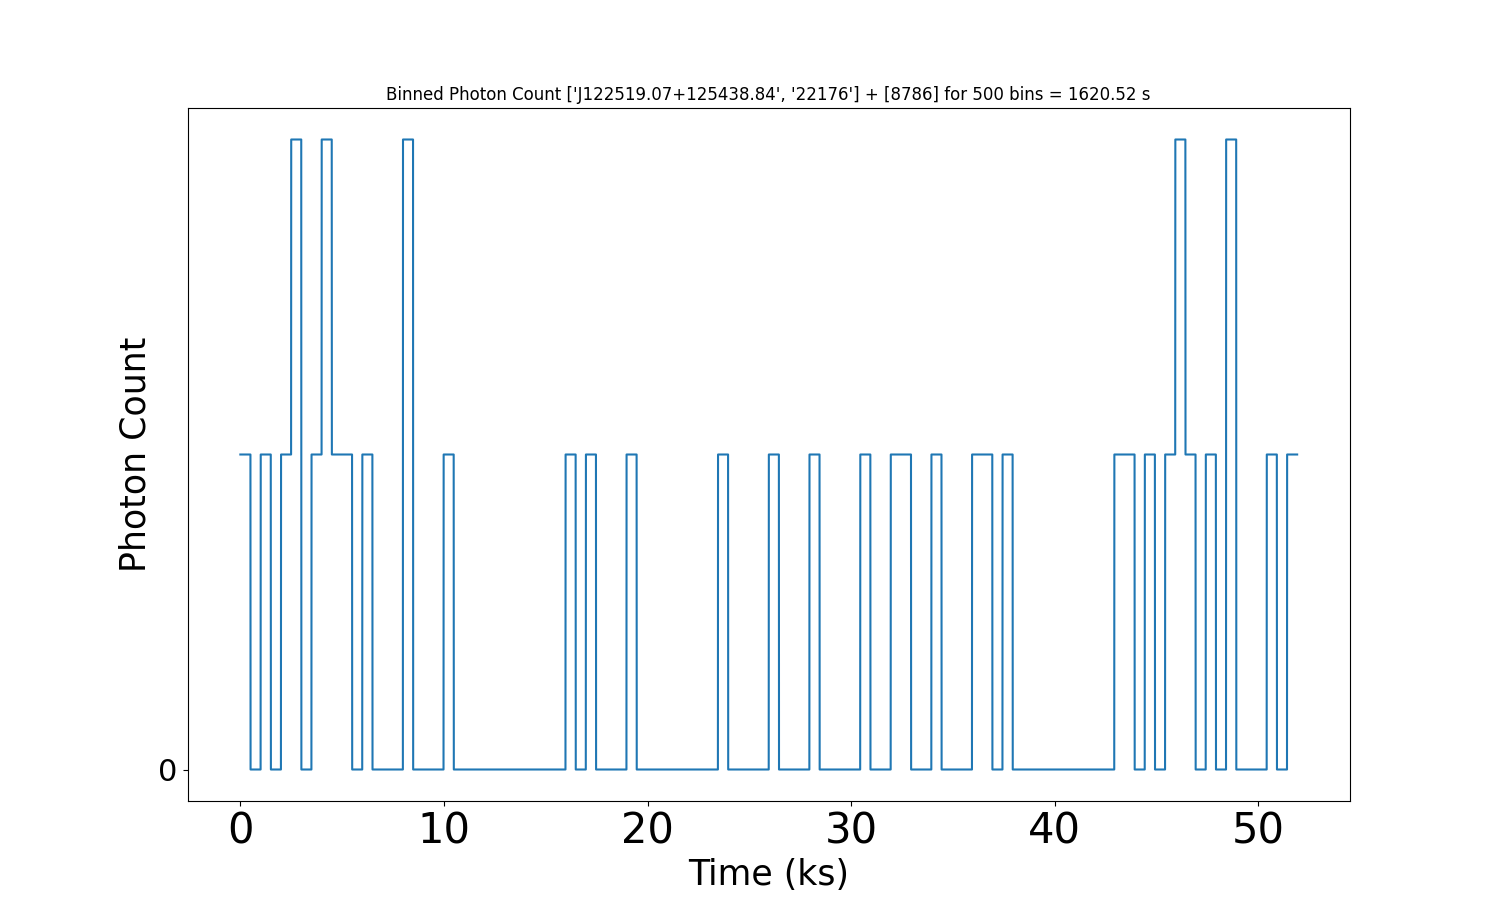 Binned Photon Count ['J122519.07+125438.84', '22176'] + [8786] for 500 bins = 1620.52 s
Photon Count
0
0 10 20 30 40 50
Time (ks)